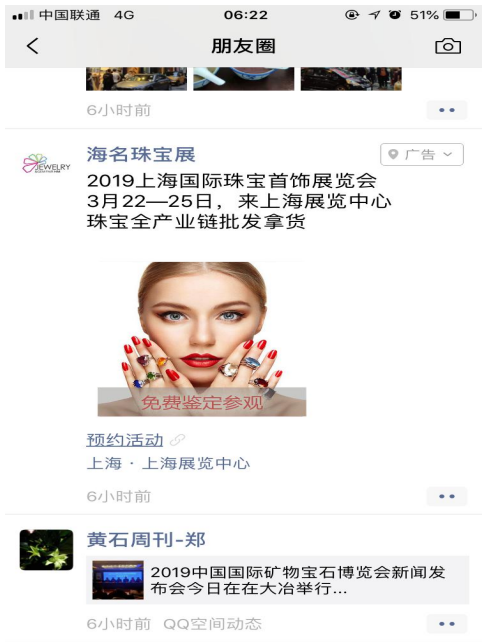 中国联通 4G 06:22 51%
朋友圈
6小时前
海名珠宝展 广告
JEWELRY
2019上海国际珠宝首饰展览会
3月22—25日，来上海展览中心
珠宝全产业链批发拿货
免费鉴定参观
预约活动
上海·上海展览中心
6小时前
黄石周刊-郑
2019中国国际矿物宝石博览会新闻发
布会今日在在大冶举行...
6小时前 QQ空间动态